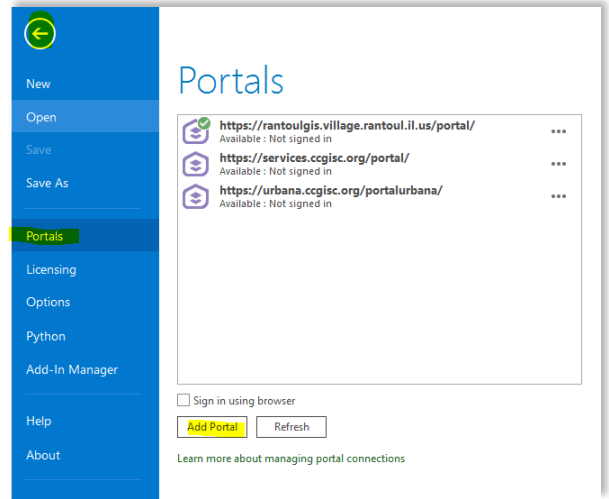 New
Open
Save
Save As
Portals
Licensing
Options
Python
Add-In Manager
Help
About
Portals
https://rantoulgis.village.rantoul.il.us/portal/
Available : Not signed in
https://services.ccgisc.org/portal/
Available : Not signed in
https://urbana.ccgisc.org/portalurbana/
Available : Not signed in
Sign in using browser
Add Portal Refresh
Learn more about managing portal connections